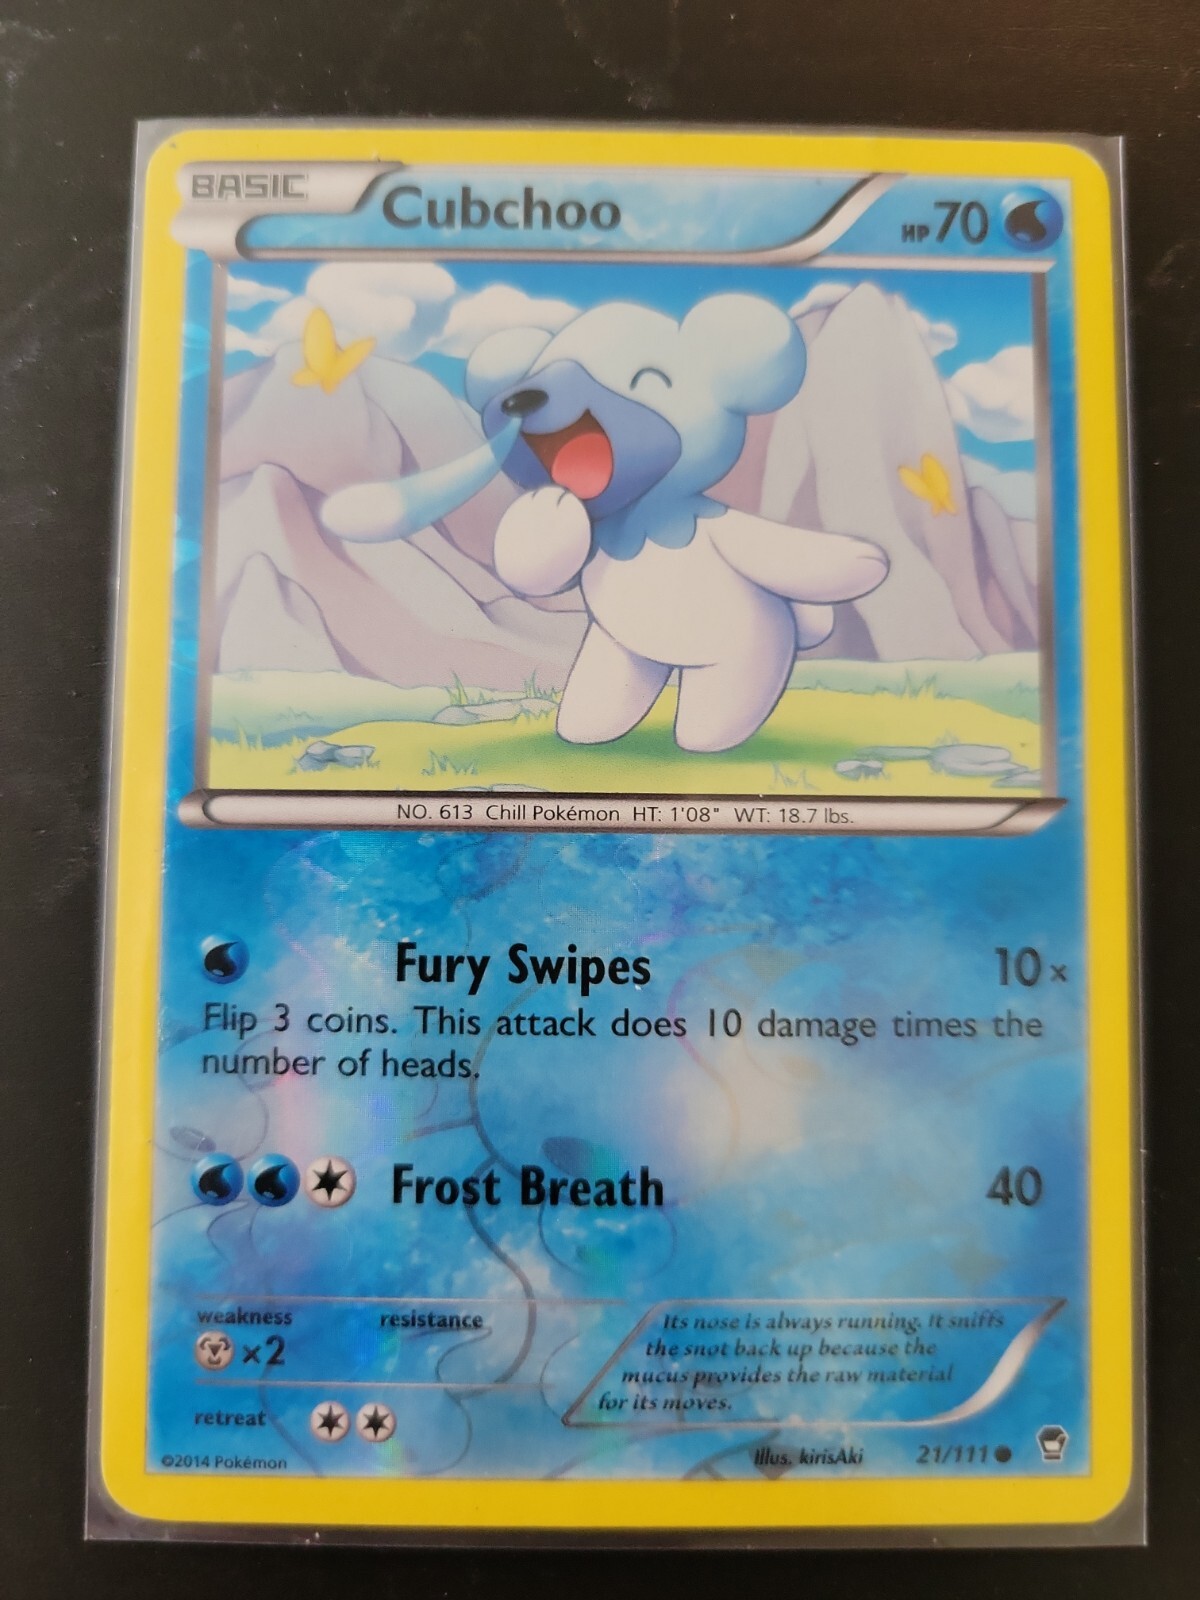 BASIC
Cubchoo
HP 70
NO. 613 Chill Pokémon HT: 1'08" WT: 18.7 lbs.
Fury Swipes 10×
Flip 3 coins. This attack does 10 damage times the
number of heads.
Frost Breath 40
weakness
×2
resistance
retreat
Its nose is always running. It sniffs
the snot back up because the
mucus provides the raw material
for its moves.
©2014 Pokémon
Illus. kirisAki
21/111